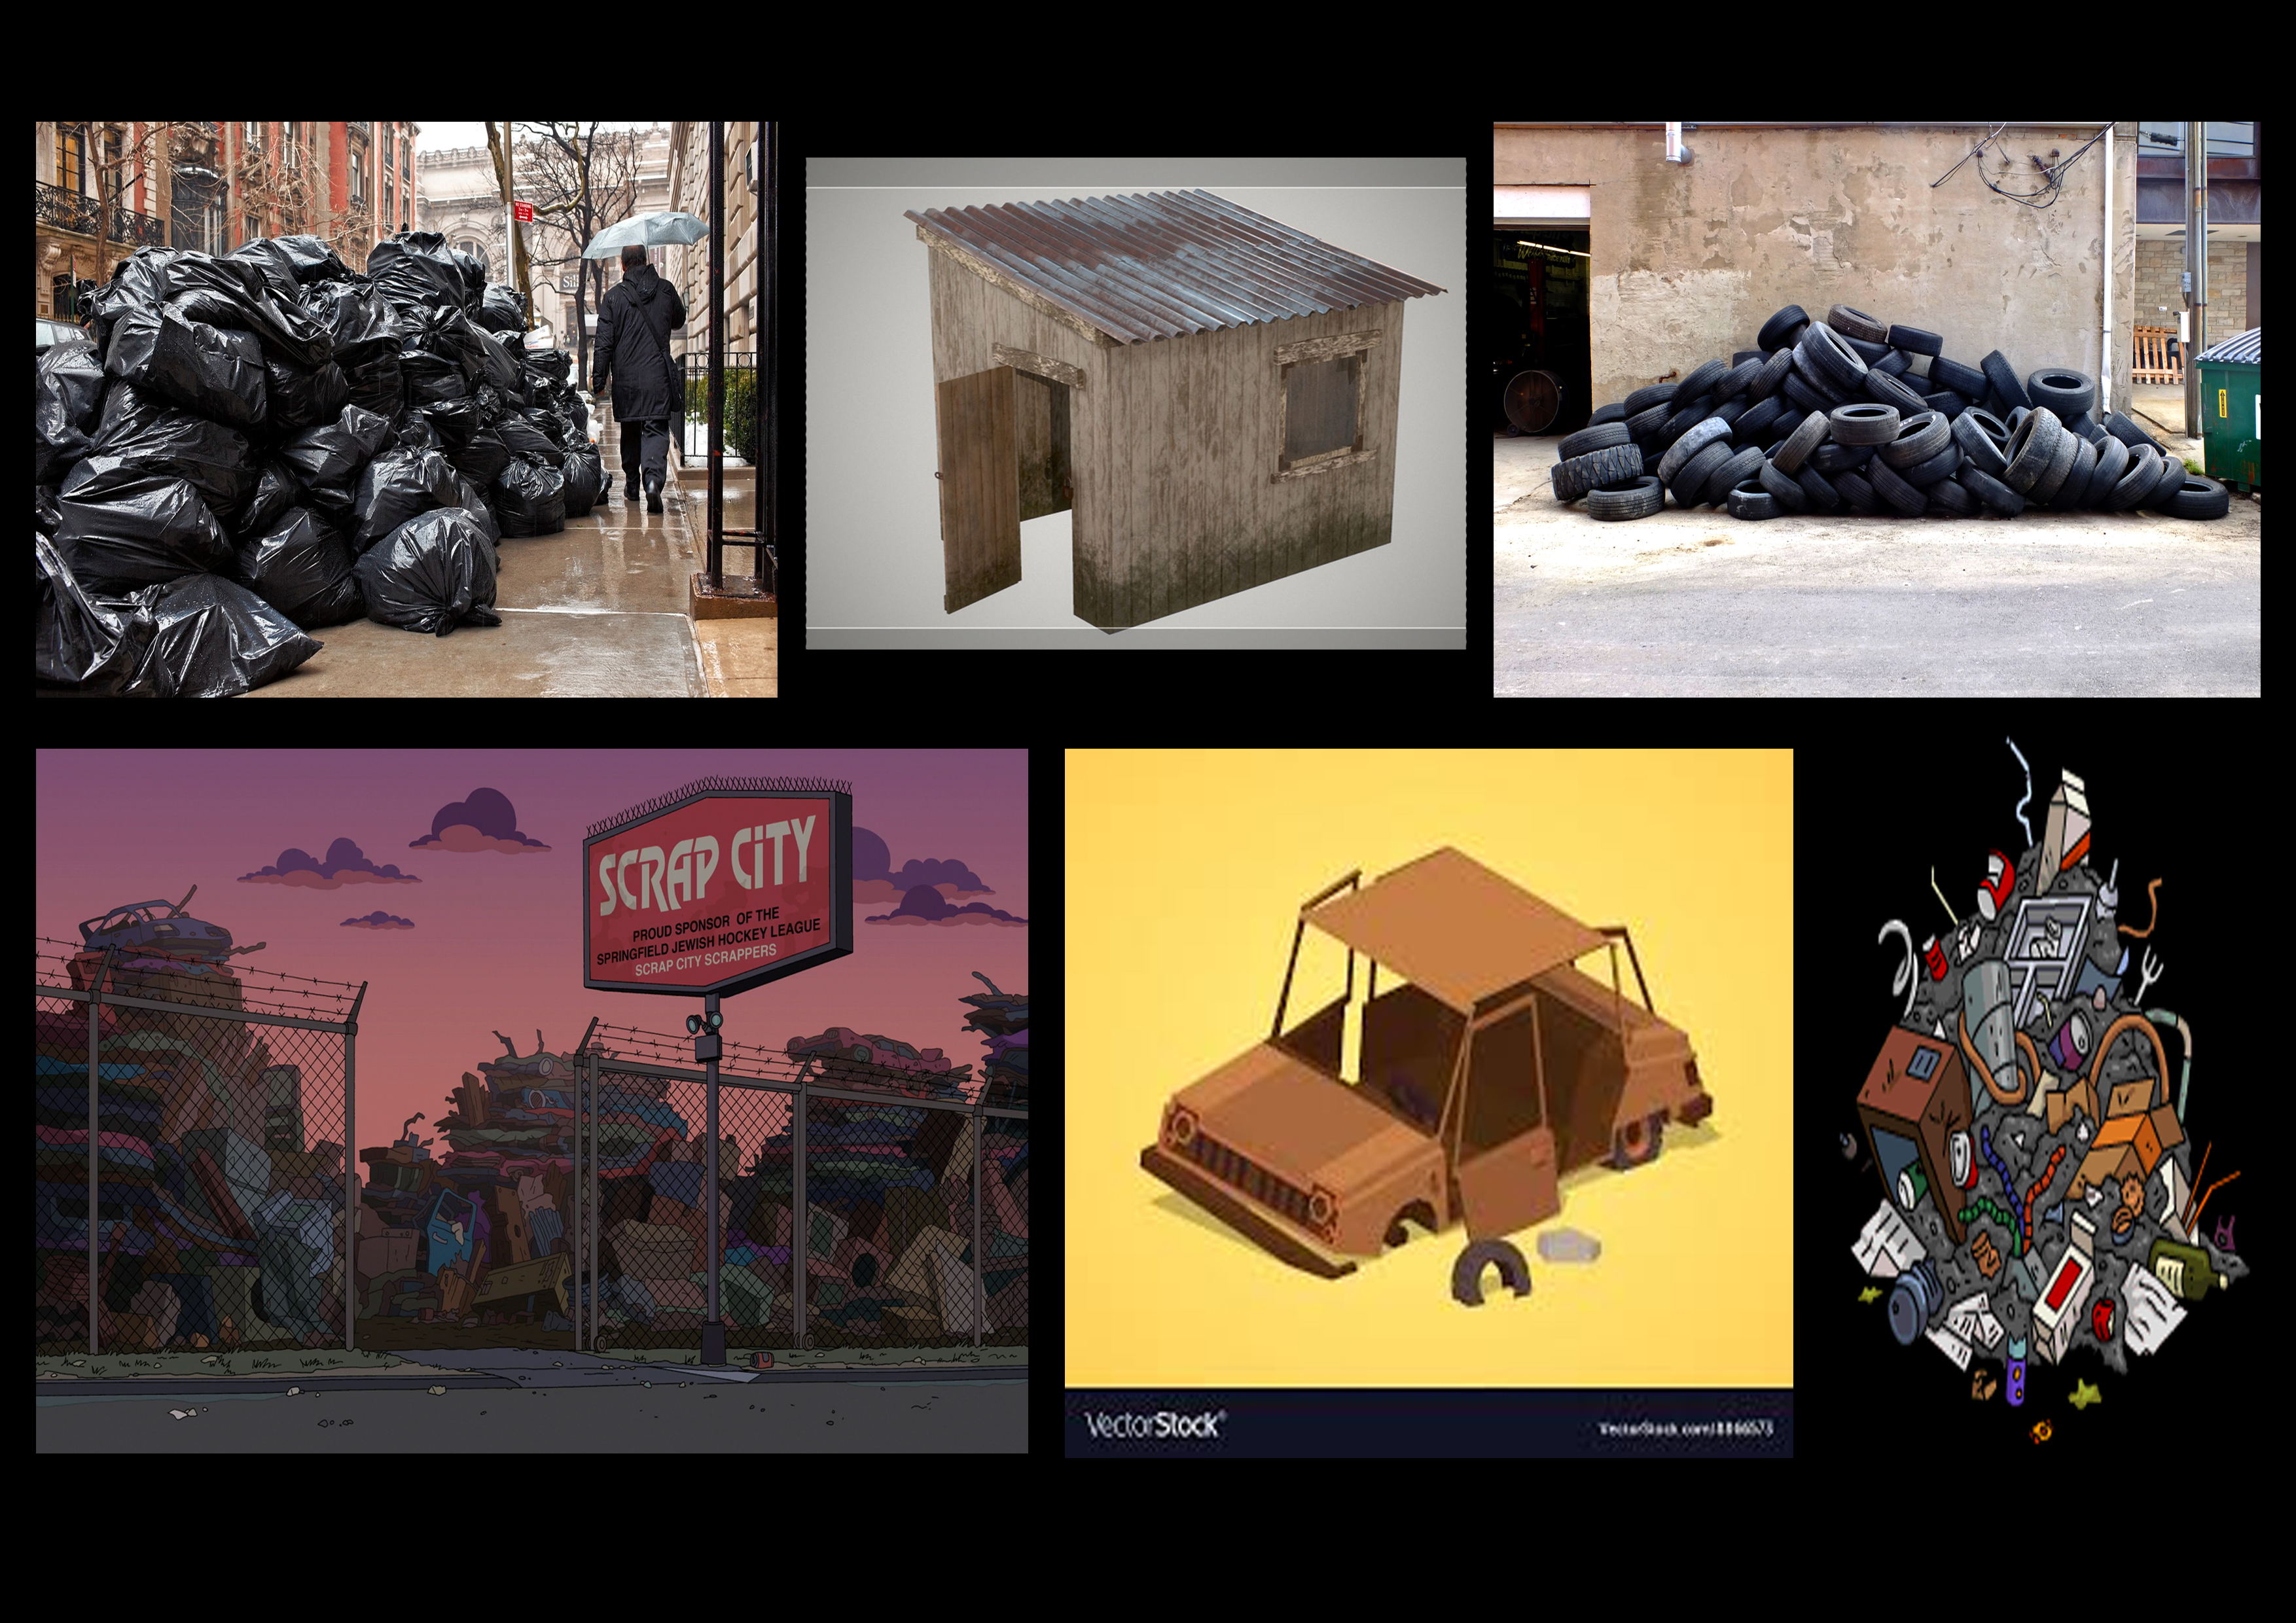 SCRAP CITY
PROUD SPONSOR OF THE
SPRINGFIELD JEWISH HOCKEY LEAGUE
SCRAP CITY SCRAPPERS
VectorStock®